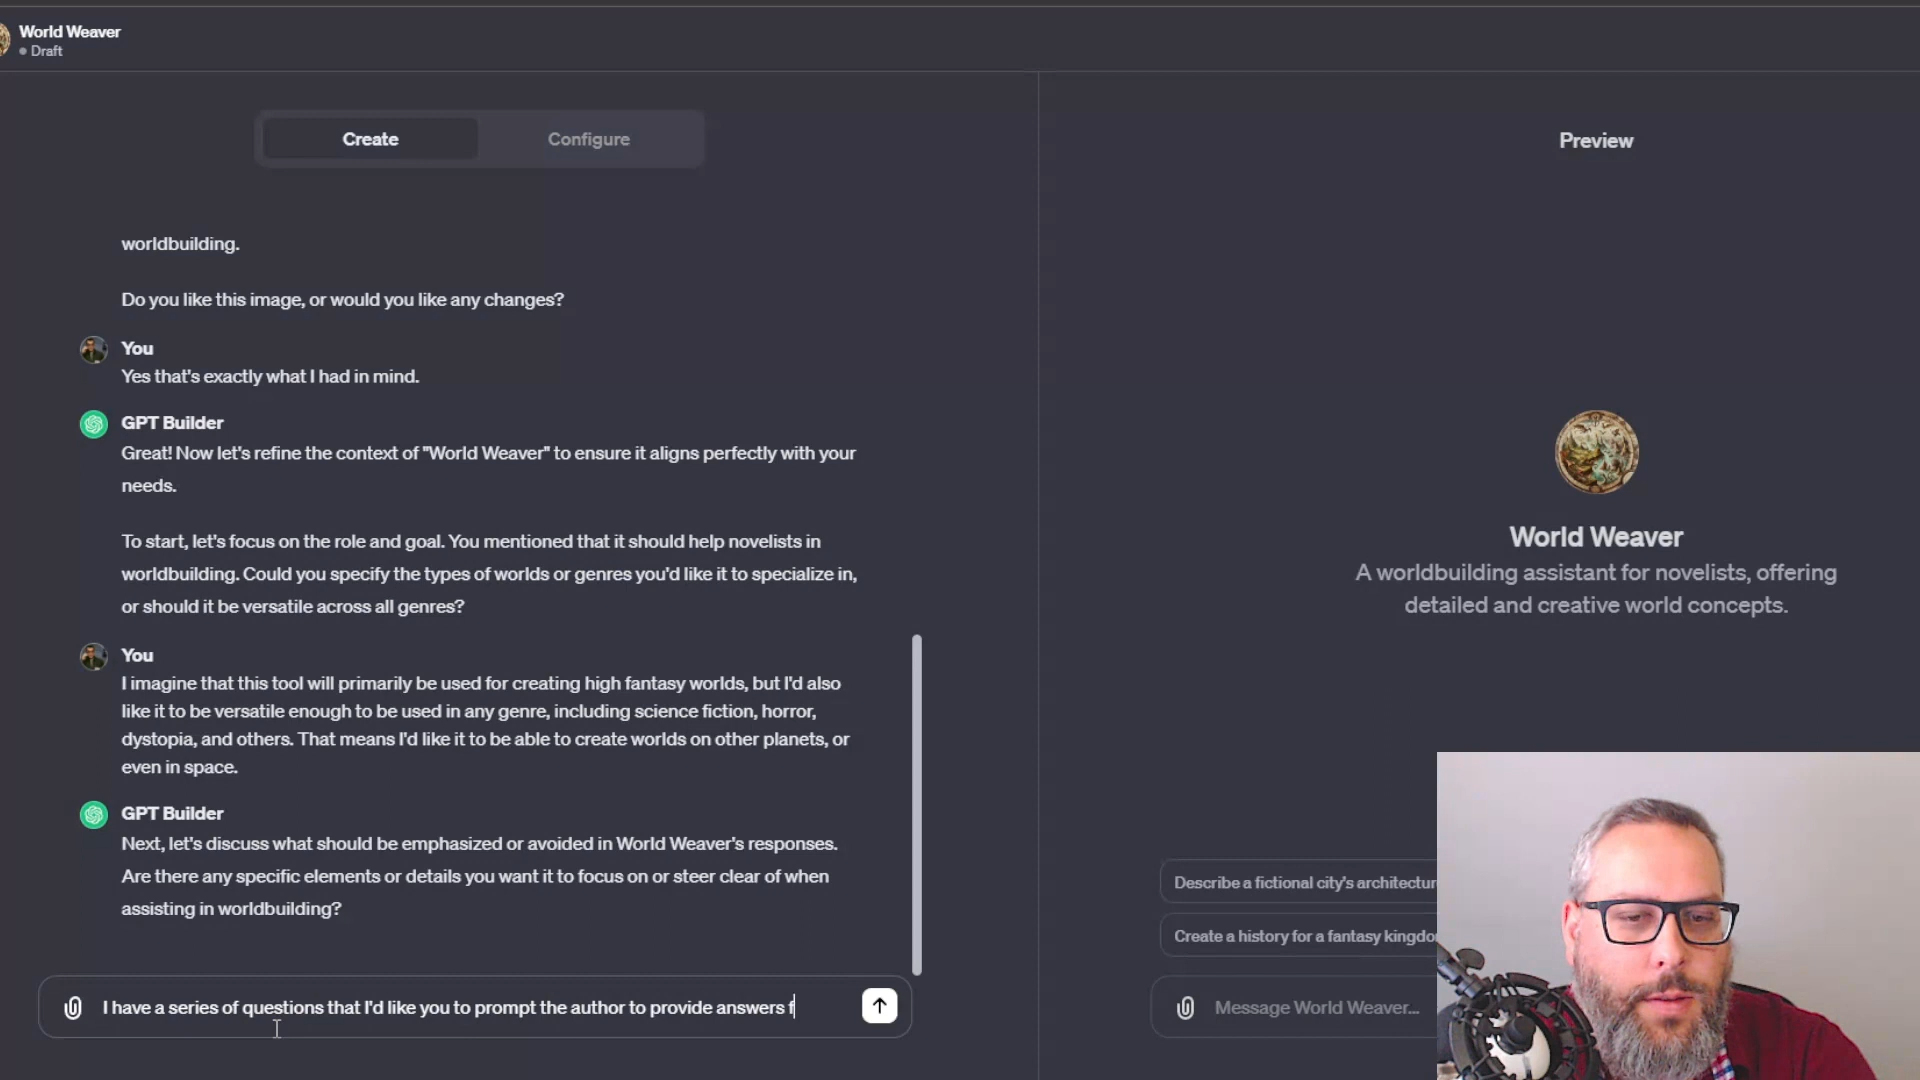 World Weaver
Draft
Create
Configure
Preview
worldbuilding.
Do you like this image, or would you like any changes?
You
Yes that's exactly what I had in mind.
GPT Builder
Great! Now let's refine the context of "World Weaver" to ensure it aligns perfectly with your
needs.
To start, let's focus on the role and goal. You mentioned that it should help novelists in
worldbuilding. Could you specify the types of worlds or genres you'd like it to specialize in,
or should it be versatile across all genres?
You
I imagine that this tool will primarily be used for creating high fantasy worlds, but I'd also
like it to be versatile enough to be used in any genre, including science fiction, horror,
dystopia, and others. That means I'd like it to be able to create worlds on other planets, or
even in space.
GPT Builder
Next, let's discuss what should be emphasized or avoided in World Weaver's responses.
Are there any specific elements or details you want it to focus on or steer clear of when
assisting in worldbuilding?
I have a series of questions that I'd like you to prompt the author to provide answers f
World Weaver
A worldbuilding assistant for novelists, offering
detailed and creative world concepts.
Describe a fictional city's architectur
Create a history for a fantasy kingdo
Message World Weaver...